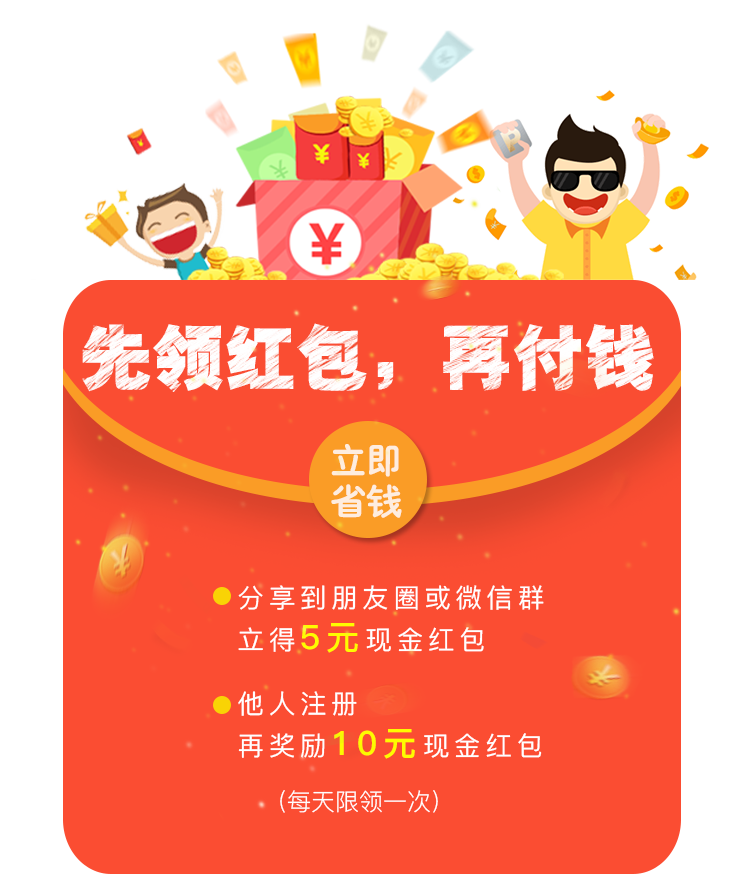 ¥
先领红包，再付钱
立即
省钱
分享到朋友圈或微信群
立得5元现金红包
他人注册
再奖励10元现金红包
（每天限领一次）